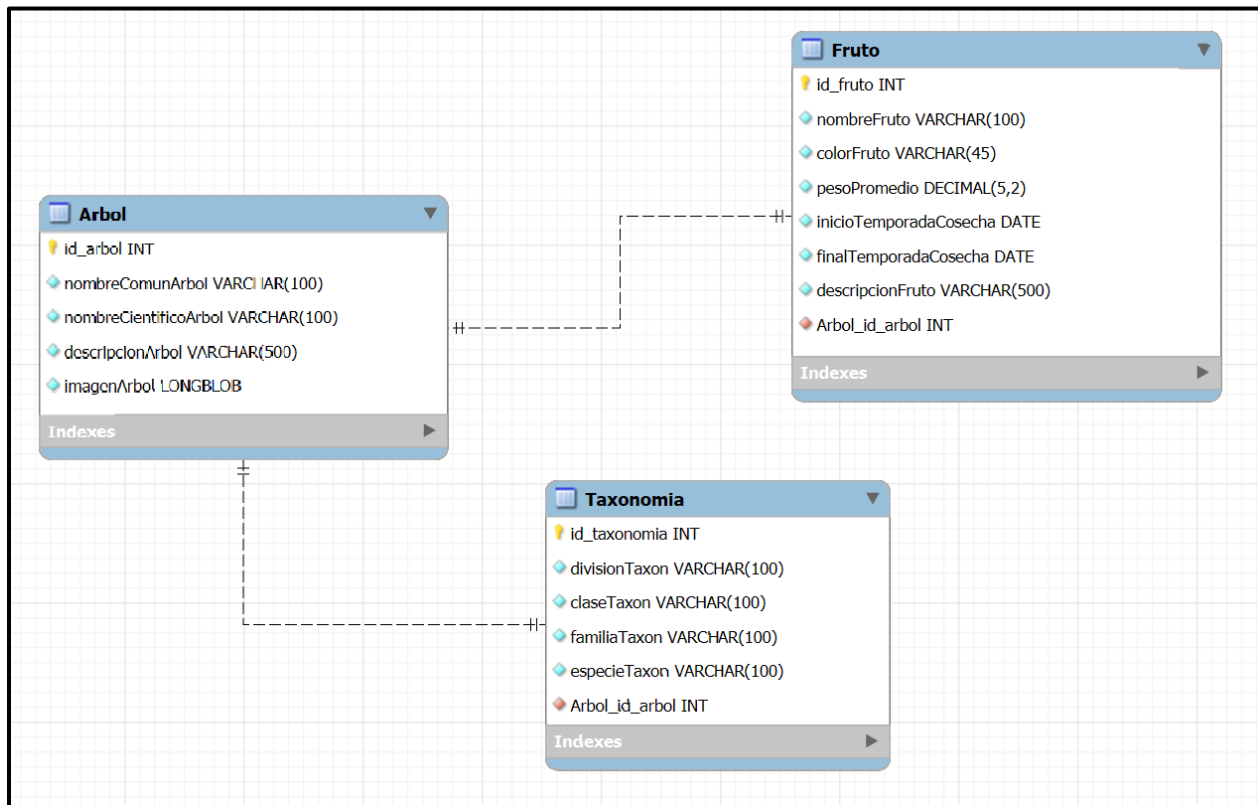 Arbol
id_arbol INT
nombreComunArbol VARCHAR(100)
nombreCientificoArbol VARCHAR(100)
descripcionArbol VARCHAR(500)
imagenArbol LONGBLOB
Indexes
Fruto
id_fruto INT
nombreFruto VARCHAR(100)
colorFruto VARCHAR(45)
pesoPromedio DECIMAL(5,2)
inicioTemporadaCosecha DATE
finalTemporadaCosecha DATE
descripcionFruto VARCHAR(500)
Arbol_id_arbol INT
Indexes
Taxonomia
id_taxonomia INT
divisionTaxon VARCHAR(100)
claseTaxon VARCHAR(100)
familiaTaxon VARCHAR(100)
especieTaxon VARCHAR(100)
Arbol_id_arbol INT
Indexes